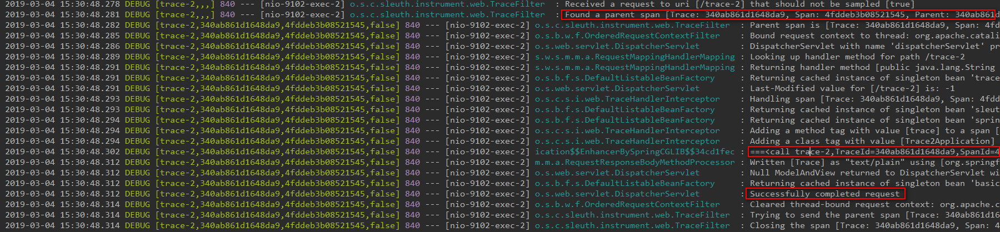 2019-03-04 15:30:48.278 DEBUG [trace-2,,,] 840 --- [nio-9102-exec-2] o.s.c.sleuth.instrument.web.TraceFilter : Received a request to uri [/trace-2] that should not be sampled [true]
2019-03-04 15:30:48.281 DEBUG [trace-2,,,] 840 --- [nio-9102-exec-2] o.s.c.sleuth.instrument.web.TraceFilter : Found a parent span [Trace: 340ab861d1648da9, Span: 4fddeb3b08521545, Parent: 340ab861d
2019-03-04 15:30:48.282 DEBUG [trace-2,340ab861d1648da9,4fddeb3b08521545,false] 840 --- [nio-9102-exec-2] o.s.c.sleuth.instrument.web.TraceFilter : Parent span is [Trace: 340ab861d1648da9, Span: 4fd
2019-03-04 15:30:48.285 DEBUG [trace-2,340ab861d1648da9,4fddeb3b08521545,false] 840 --- [nio-9102-exec-2] o.s.b.w.f.OrderedRequestContextFilter : Bound request context to thread: org.apache.catali
2019-03-04 15:30:48.286 DEBUG [trace-2,340ab861d1648da9,4fddeb3b08521545,false] 840 --- [nio-9102-exec-2] o.s.web.servlet.DispatcherServlet : DispatcherServlet with name 'dispatcherServlet' pr
2019-03-04 15:30:48.289 DEBUG [trace-2,340ab861d1648da9,4fddeb3b08521545,false] 840 --- [nio-9102-exec-2] s.w.s.m.m.a.RequestMappingHandlerMapping : Looking up handler method for path /trace-2
2019-03-04 15:30:48.291 DEBUG [trace-2,340ab861d1648da9,4fddeb3b08521545,false] 840 --- [nio-9102-exec-2] s.w.s.m.m.a.RequestMappingHandlerMapping : Returning handler method [public java.lang.String
2019-03-04 15:30:48.291 DEBUG [trace-2,340ab861d1648da9,4fddeb3b08521545,false] 840 --- [nio-9102-exec-2] o.s.b.f.s.DefaultListableBeanFactory : Returning cached instance of singleton bean 'trace
2019-03-04 15:30:48.291 DEBUG [trace-2,340ab861d1648da9,4fddeb3b08521545,false] 840 --- [nio-9102-exec-2] o.s.web.servlet.DispatcherServlet : Last-Modified value for [/trace-2] is: -1
2019-03-04 15:30:48.293 DEBUG [trace-2,340ab861d1648da9,4fddeb3b08521545,false] 840 --- [nio-9102-exec-2] o.s.c.s.i.web.TraceHandlerInterceptor : Handling span [Trace: 340ab861d1648da9, Span: 4fdd
2019-03-04 15:30:48.293 DEBUG [trace-2,340ab861d1648da9,4fddeb3b08521545,false] 840 --- [nio-9102-exec-2] o.s.b.f.s.DefaultListableBeanFactory : Returning cached instance of singleton bean 'sleut
2019-03-04 15:30:48.294 DEBUG [trace-2,340ab861d1648da9,4fddeb3b08521545,false] 840 --- [nio-9102-exec-2] o.s.b.f.s.DefaultListableBeanFactory : Returning cached instance of singleton bean 'sprin
2019-03-04 15:30:48.294 DEBUG [trace-2,340ab861d1648da9,4fddeb3b08521545,false] 840 --- [nio-9102-exec-2] o.s.c.s.i.web.TraceHandlerInterceptor : Adding a method tag with value [trace] to a span [
2019-03-04 15:30:48.294 DEBUG [trace-2,340ab861d1648da9,4fddeb3b08521545,false] 840 --- [nio-9102-exec-2] o.s.c.s.i.web.TraceHandlerInterceptor : Adding a class tag with value [Trace2Application]
2019-03-04 15:30:48.302 DEBUG [trace-2,340ab861d1648da9,4fddeb3b08521545,false] 840 --- [nio-9102-exec-2] ication$$EnhancerBySpringCGLIB$$34cd1fec : ===<call trace-2,TraceId=340ab861d1648da9,SpanId=4
2019-03-04 15:30:48.312 DEBUG [trace-2,340ab861d1648da9,4fddeb3b08521545,false] 840 --- [nio-9102-exec-2] m.m.a.RequestResponseBodyMethodProcessor : Written [Trace] as "text/plain" using [org.springf
2019-03-04 15:30:48.312 DEBUG [trace-2,340ab861d1648da9,4fddeb3b08521545,false] 840 --- [nio-9102-exec-2] o.s.web.servlet.DispatcherServlet : Null ModelAndView returned to DispatcherServlet wi
2019-03-04 15:30:48.312 DEBUG [trace-2,340ab861d1648da9,4fddeb3b08521545,false] 840 --- [nio-9102-exec-2] o.s.b.f.s.DefaultListableBeanFactory : Returning cached instance of singleton bean 'basic
2019-03-04 15:30:48.312 DEBUG [trace-2,340ab861d1648da9,4fddeb3b08521545,false] 840 --- [nio-9102-exec-2] o.s.web.servlet.DispatcherServlet : Successfully completed request
2019-03-04 15:30:48.314 DEBUG [trace-2,340ab861d1648da9,4fddeb3b08521545,false] 840 --- [nio-9102-exec-2] o.s.b.w.f.OrderedRequestContextFilter : Cleared thread-bound request context: org.apache.c
2019-03-04 15:30:48.314 DEBUG [trace-2,340ab861d1648da9,4fddeb3b08521545,false] 840 --- [nio-9102-exec-2] o.s.c.sleuth.instrument.web.TraceFilter : Trying to send the parent span [Trace: 340ab861d16
2019-03-04 15:30:48.314 DEBUG [trace-2,340ab861d1648da9,4fddeb3b08521545,false] 840 --- [nio-9102-exec-2] o.s.c.sleuth.instrument.web.TraceFilter : Closing the span [Trace: 340ab861d1648da9, Span: 4